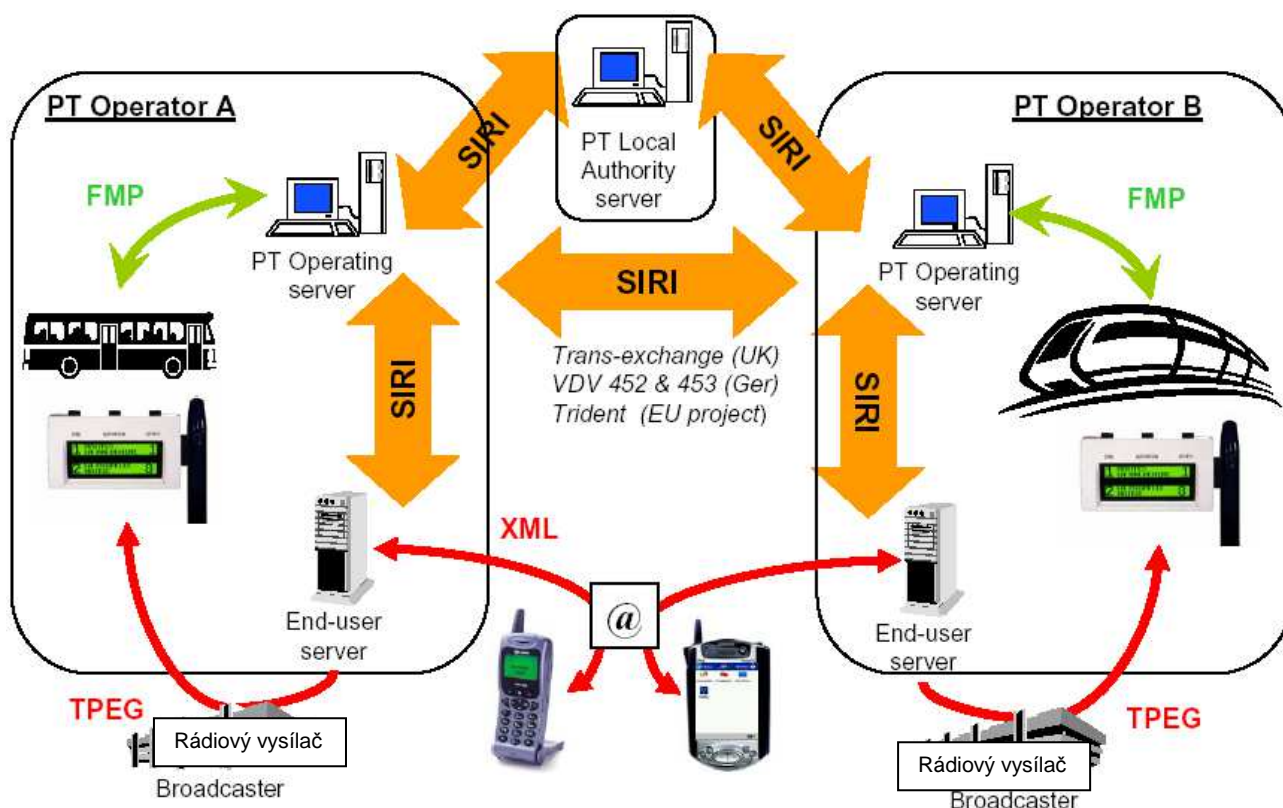 PT Operator A
SIRI
PT Local
Authority
server
SIRI
PT Operator B
FMP
PT Operating
server
FMP
PT Operating
server
SIRI
Trans-exchange (UK)
VDV 452 & 453 (Ger)
Trident (EU project)
SIRI
SIRI
XML
@
End-user
server
End-user
server
TPEG
Rádiový vysílač
Broadcaster
TPEG
Rádiový vysílač
Broadcaster